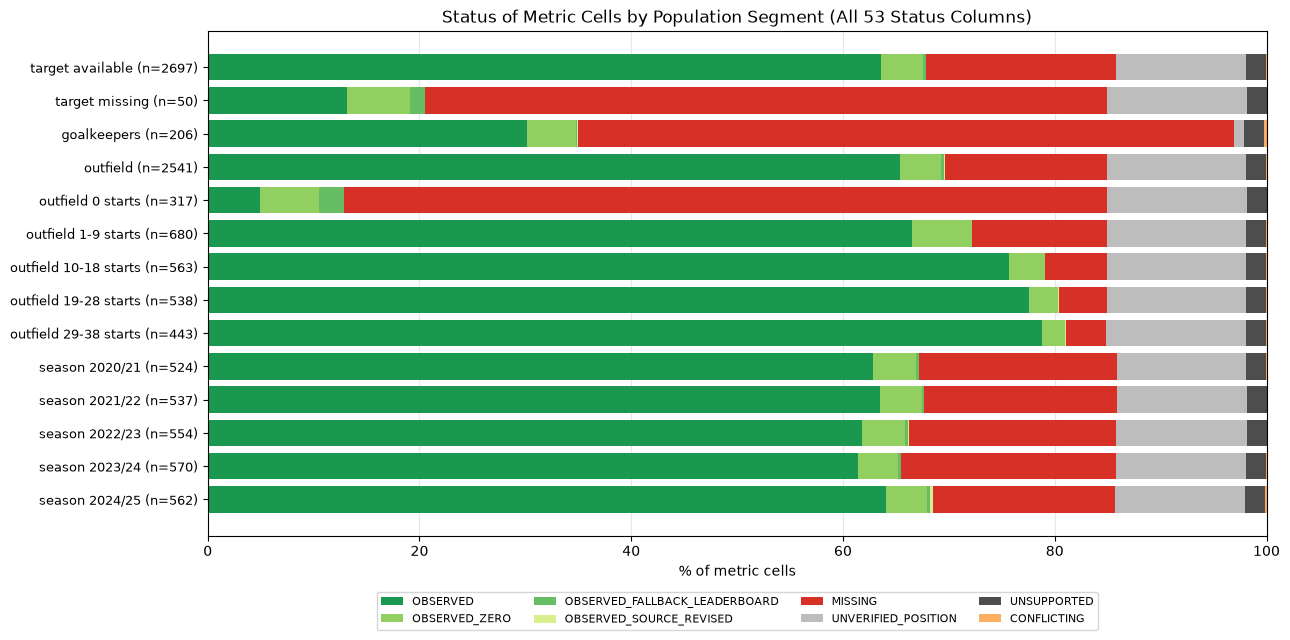 Status of Metric Cells by Population Segment (All 53 Status Columns)
target available (n=2697)
target missing (n=50)
goalkeepers (n=206)
outfield (n=2541)
outfield 0 starts (n=317)
outfield 1-9 starts (n=680)
outfield 10-18 starts (n=563)
outfield 19-28 starts (n=538)
outfield 29-38 starts (n=443)
season 2020/21 (n=524)
season 2021/22 (n=537)
season 2022/23 (n=554)
season 2023/24 (n=570)
season 2024/25 (n=562)
0 20 40 60 80 100
% of metric cells
OBSERVED OBSERVED_FALLBACK_LEADERBOARD MISSING UNSUPPORTED
OBSERVED_ZERO OBSERVED_SOURCE_REVISED UNVERIFIED_POSITION CONFLICTING